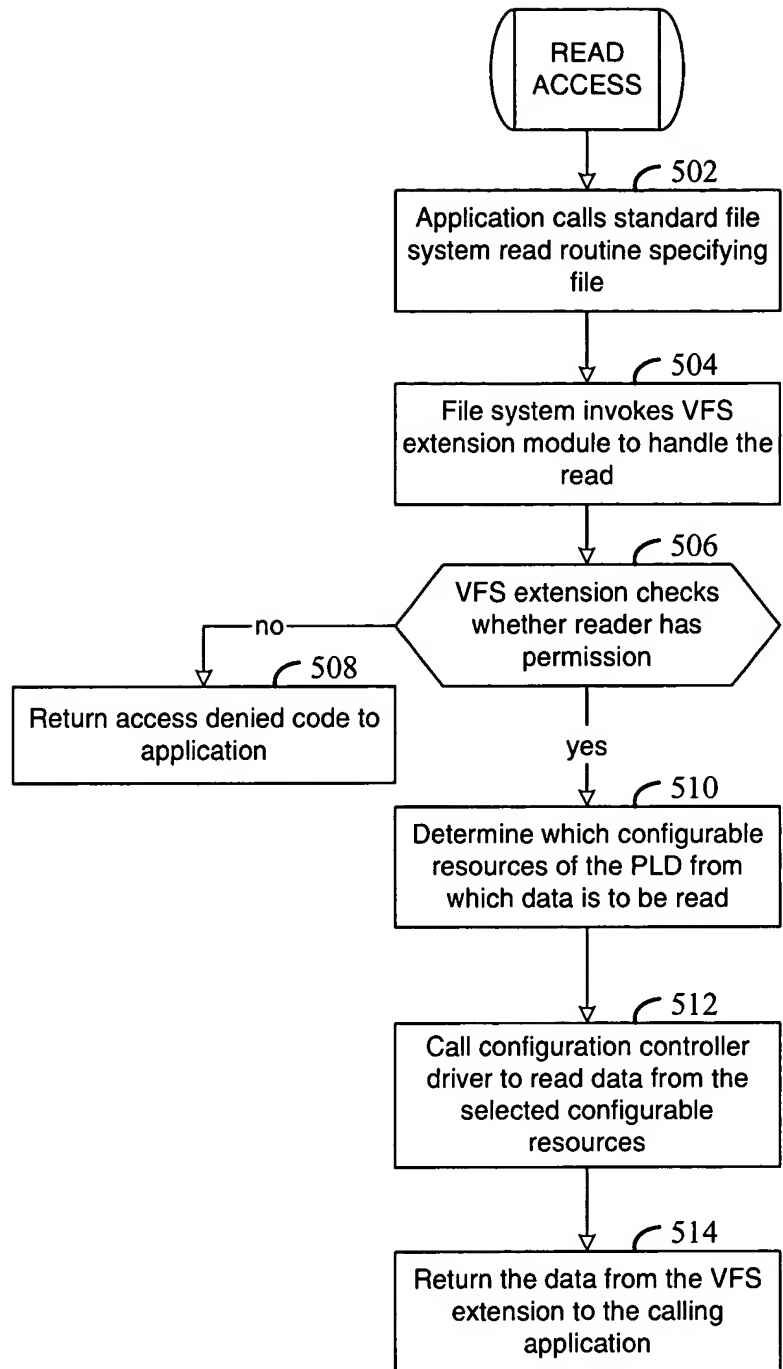 READ
ACCESS
502
Application calls standard file
system read routine specifying
file
504
File system invokes VFS
extension module to handle the
read
506
VFS extension checks
whether reader has
permission
no
508
Return access denied code to
application
yes
510
Determine which configurable
resources of the PLD from
which data is to be read
512
Call configuration controller
driver to read data from the
selected configurable
resources
514
Return the data from the VFS
extension to the calling
application